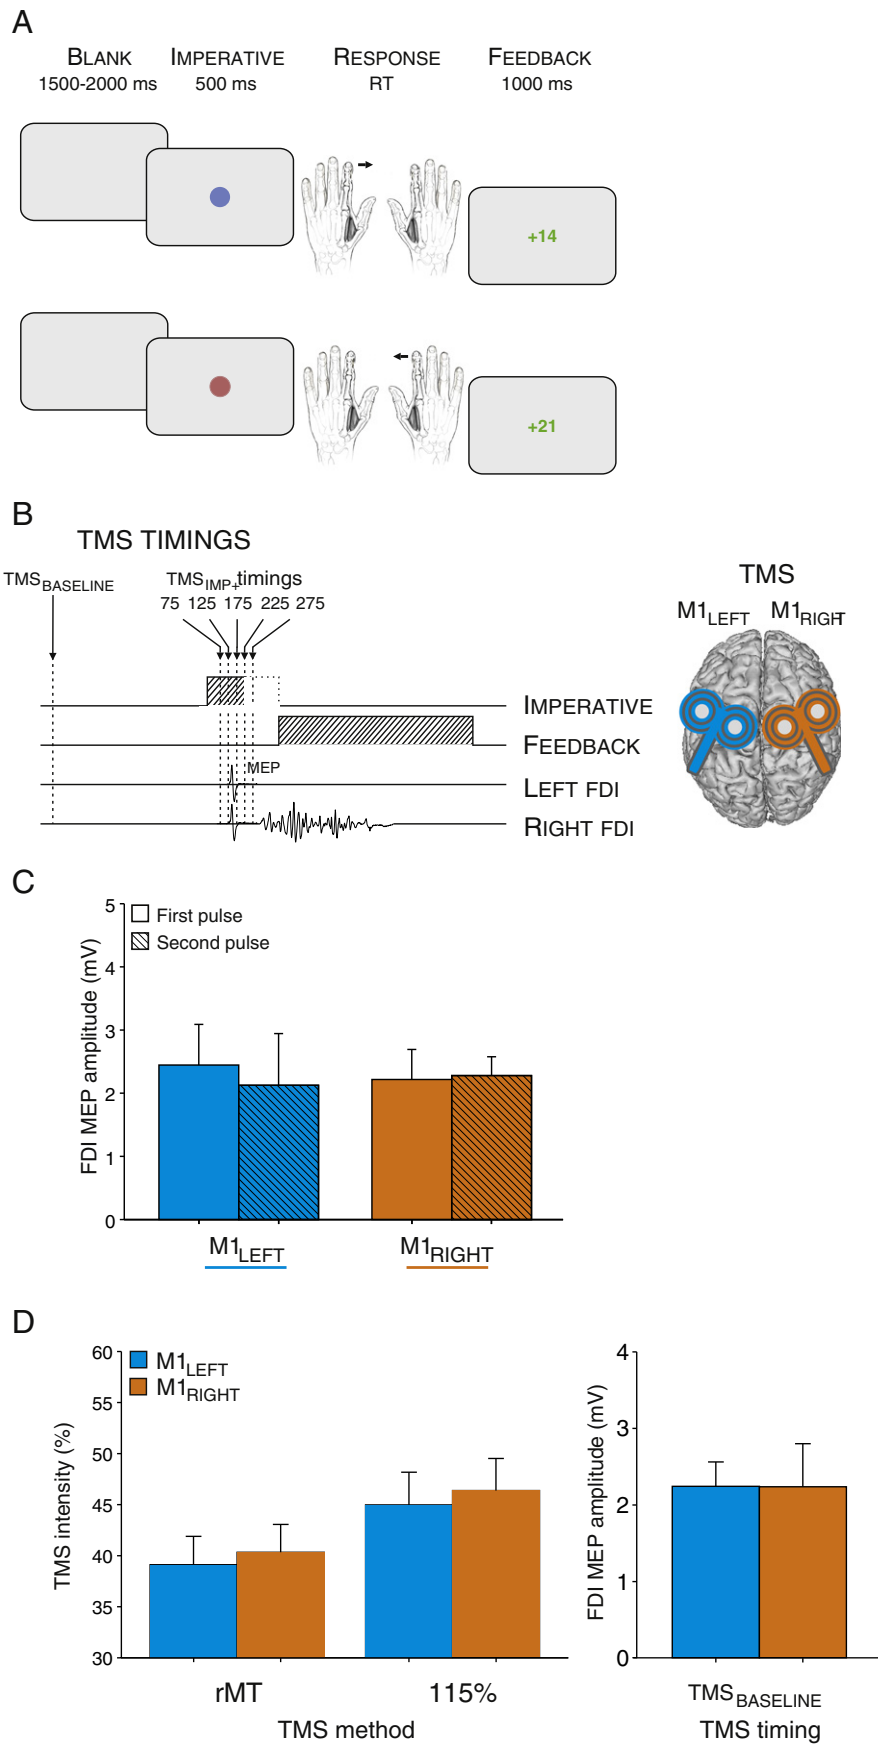 A
BLANK IMPERATIVE RESPONSE FEEDBACK
1500-2000 ms 500 ms RT 1000 ms
+14
+21
B
TMS TIMINGS
TMSBASELINE TMSIMP+timings
75 125 175 225 275
TMS
M1LEFT M1RIGHT
IMPERATIVE
FEEDBACK
MEP
LEFT FDI
RIGHT FDI
C
FDI MEP amplitude (mV)
5
4
3
2
1
0
First pulse
Second pulse
M1LEFT M1RIGHT
D
TMS intensity (%)
60
55
50
45
40
35
30
M1LEFT
M1RIGHT
rMT 115%
TMS method
FDI MEP amplitude (mV)
4
3
2
1
0
TMSBASELINE
TMS timing